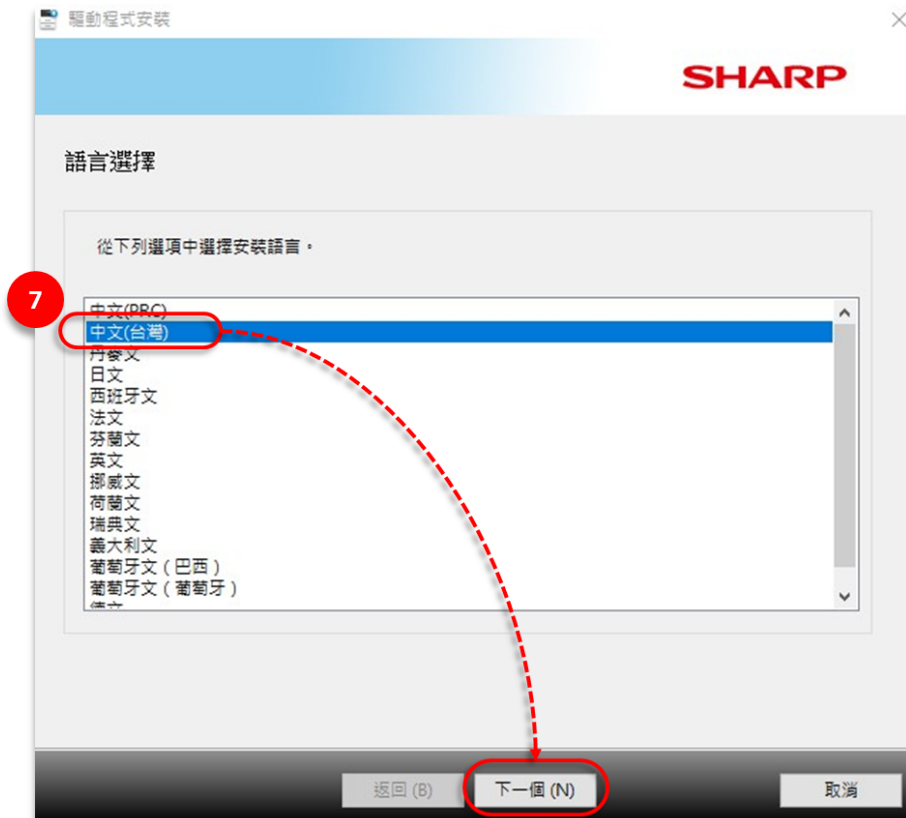 驅動程式安裝
SHARP
語言選擇
從下列選項中選擇安裝語言。
7
中文(PRC)
中文(台灣)
丹麥文
日文
西班牙文
法文
芬蘭文
英文
挪威文
荷蘭文
瑞典文
義大利文
葡萄牙文 ( 巴西 )
葡萄牙文 ( 葡萄牙 )
返回 (B)
下一個 (N)
取消